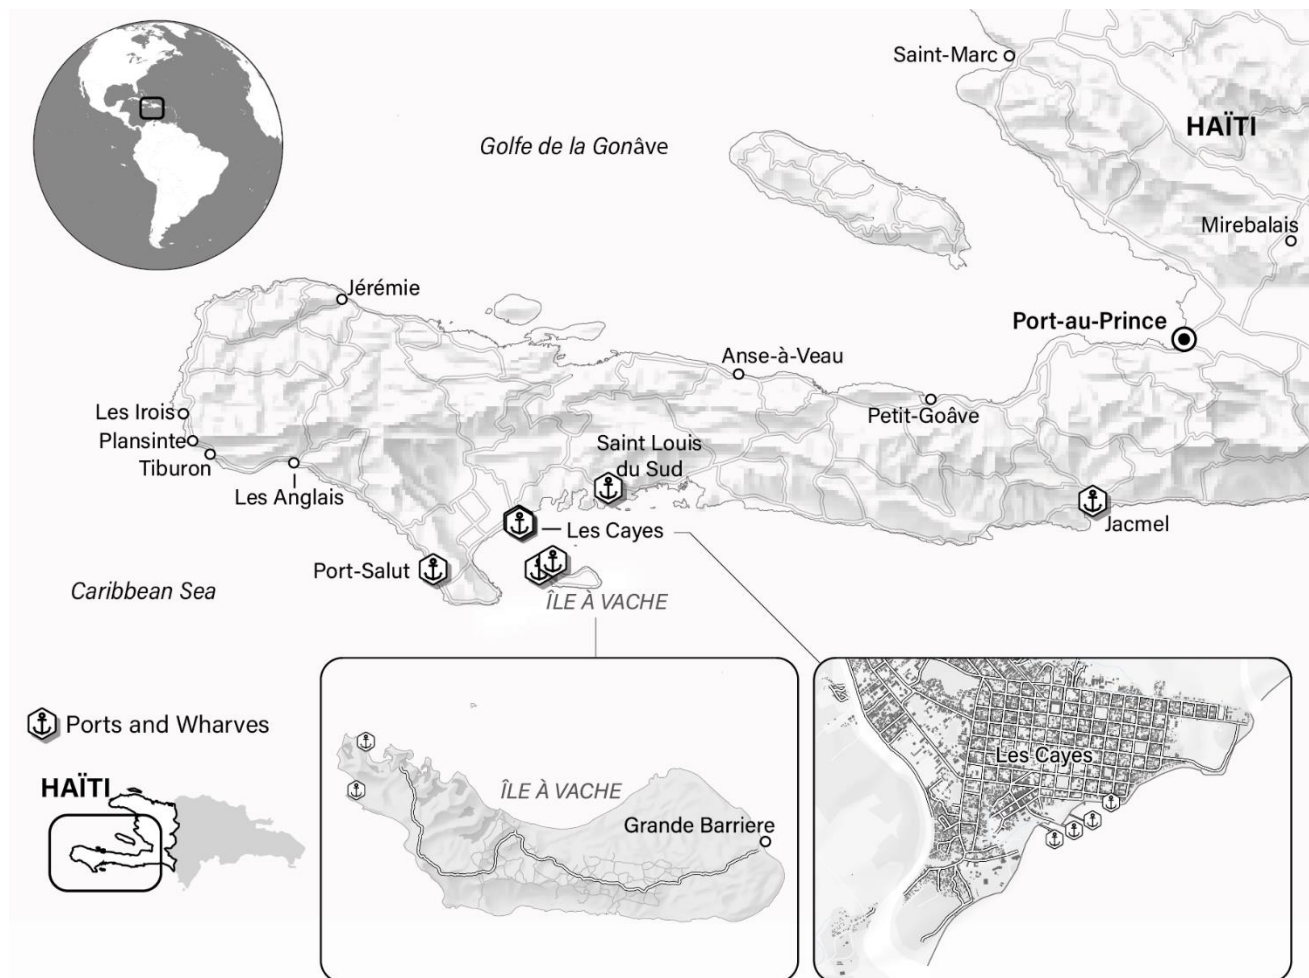 Saint-Marc
HAÏTI
Golfe de la Gonâve
Mirebalais
Jérémie
Port-au-Prince
Anse-à-Veau
Les Irois
Petit-Goâve
Plansinte
Saint Louis
du Sud
Tiburon
Les Anglais
Jacmel
Les Cayes
Port-Salut
Caribbean Sea
ÎLE À VACHE
Ports and Wharves
HAÏTI
ÎLE À VACHE
Grande Barriere
Les Cayes